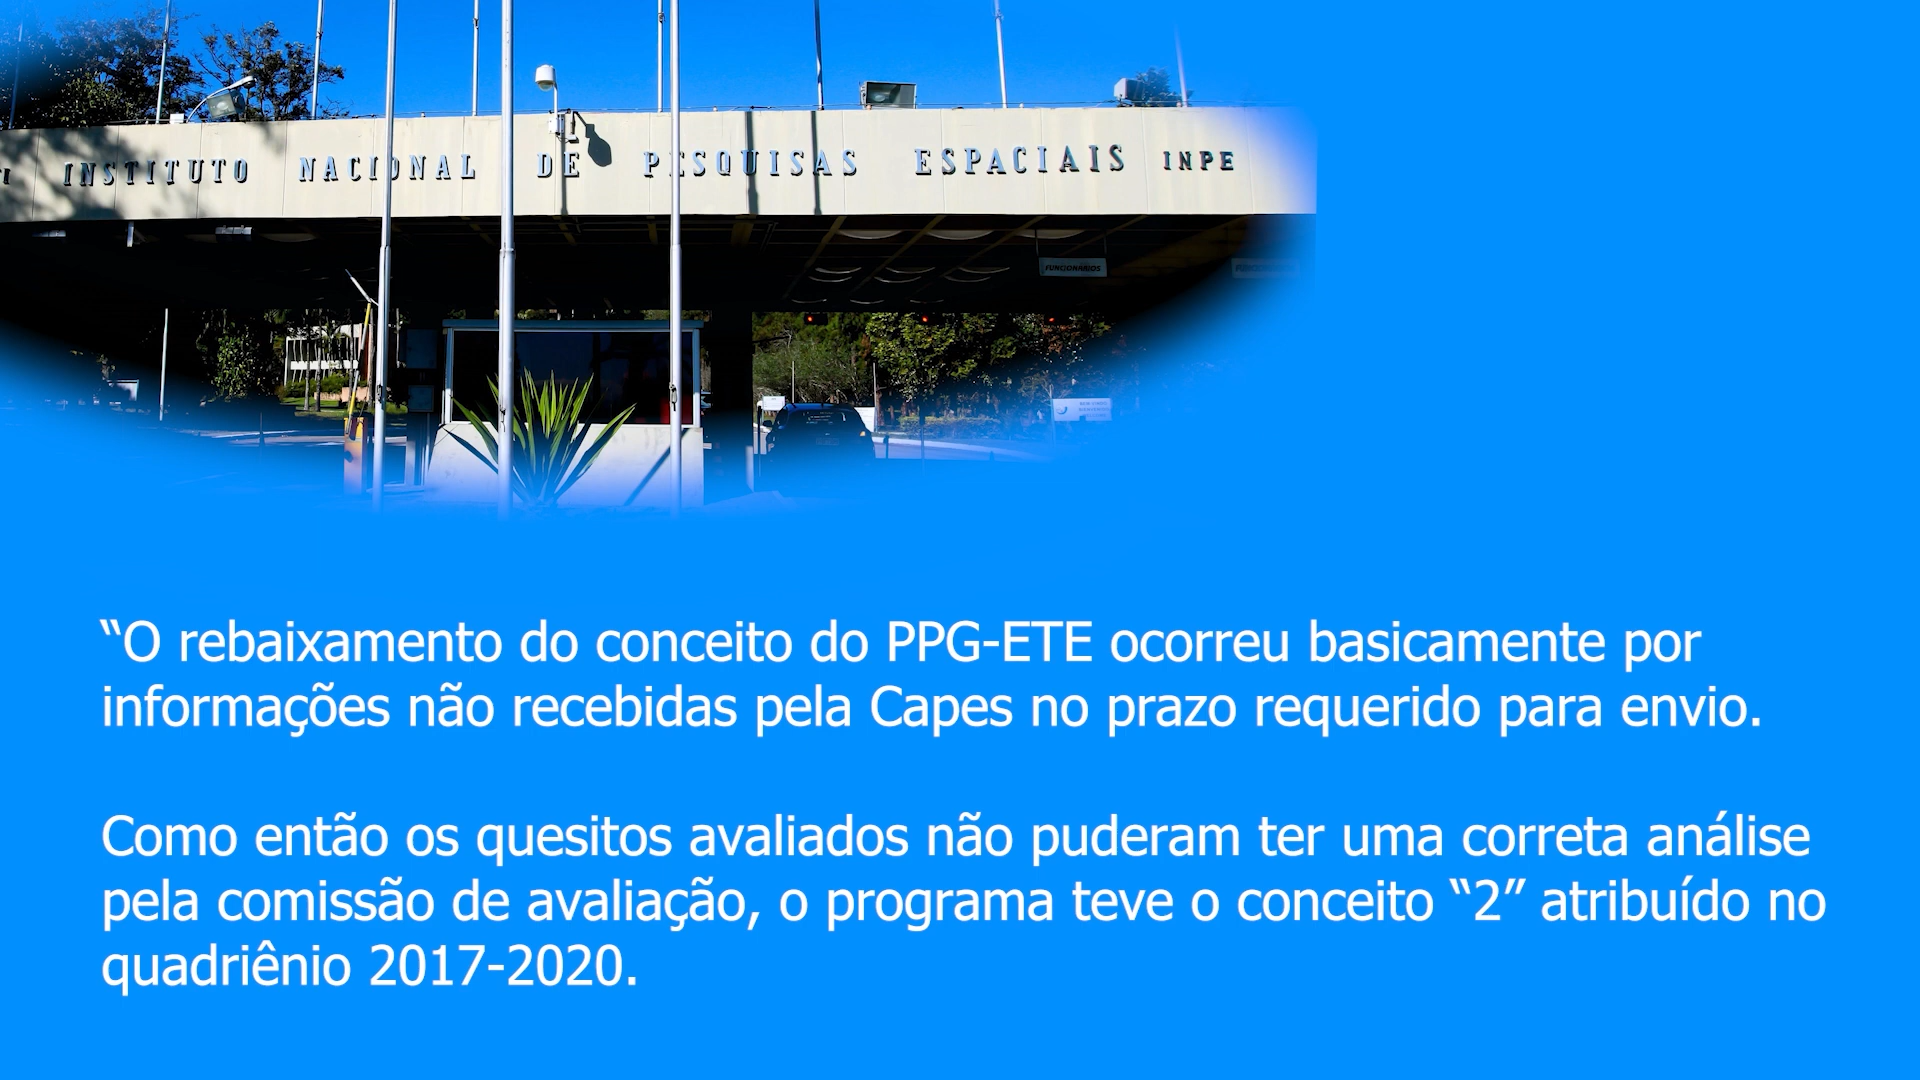 INSTITUTO NACIONAL DE PESQUISAS ESPACIAIS INPE
FUNCIONÁRIOS
“O rebaixamento do conceito do PPG-ETE ocorreu basicamente por
informações não recebidas pela Capes no prazo requerido para envio.
Como então os quesitos avaliados não puderam ter uma correta análise
pela comissão de avaliação, o programa teve o conceito “2” atribuído no
quadriênio 2017-2020.